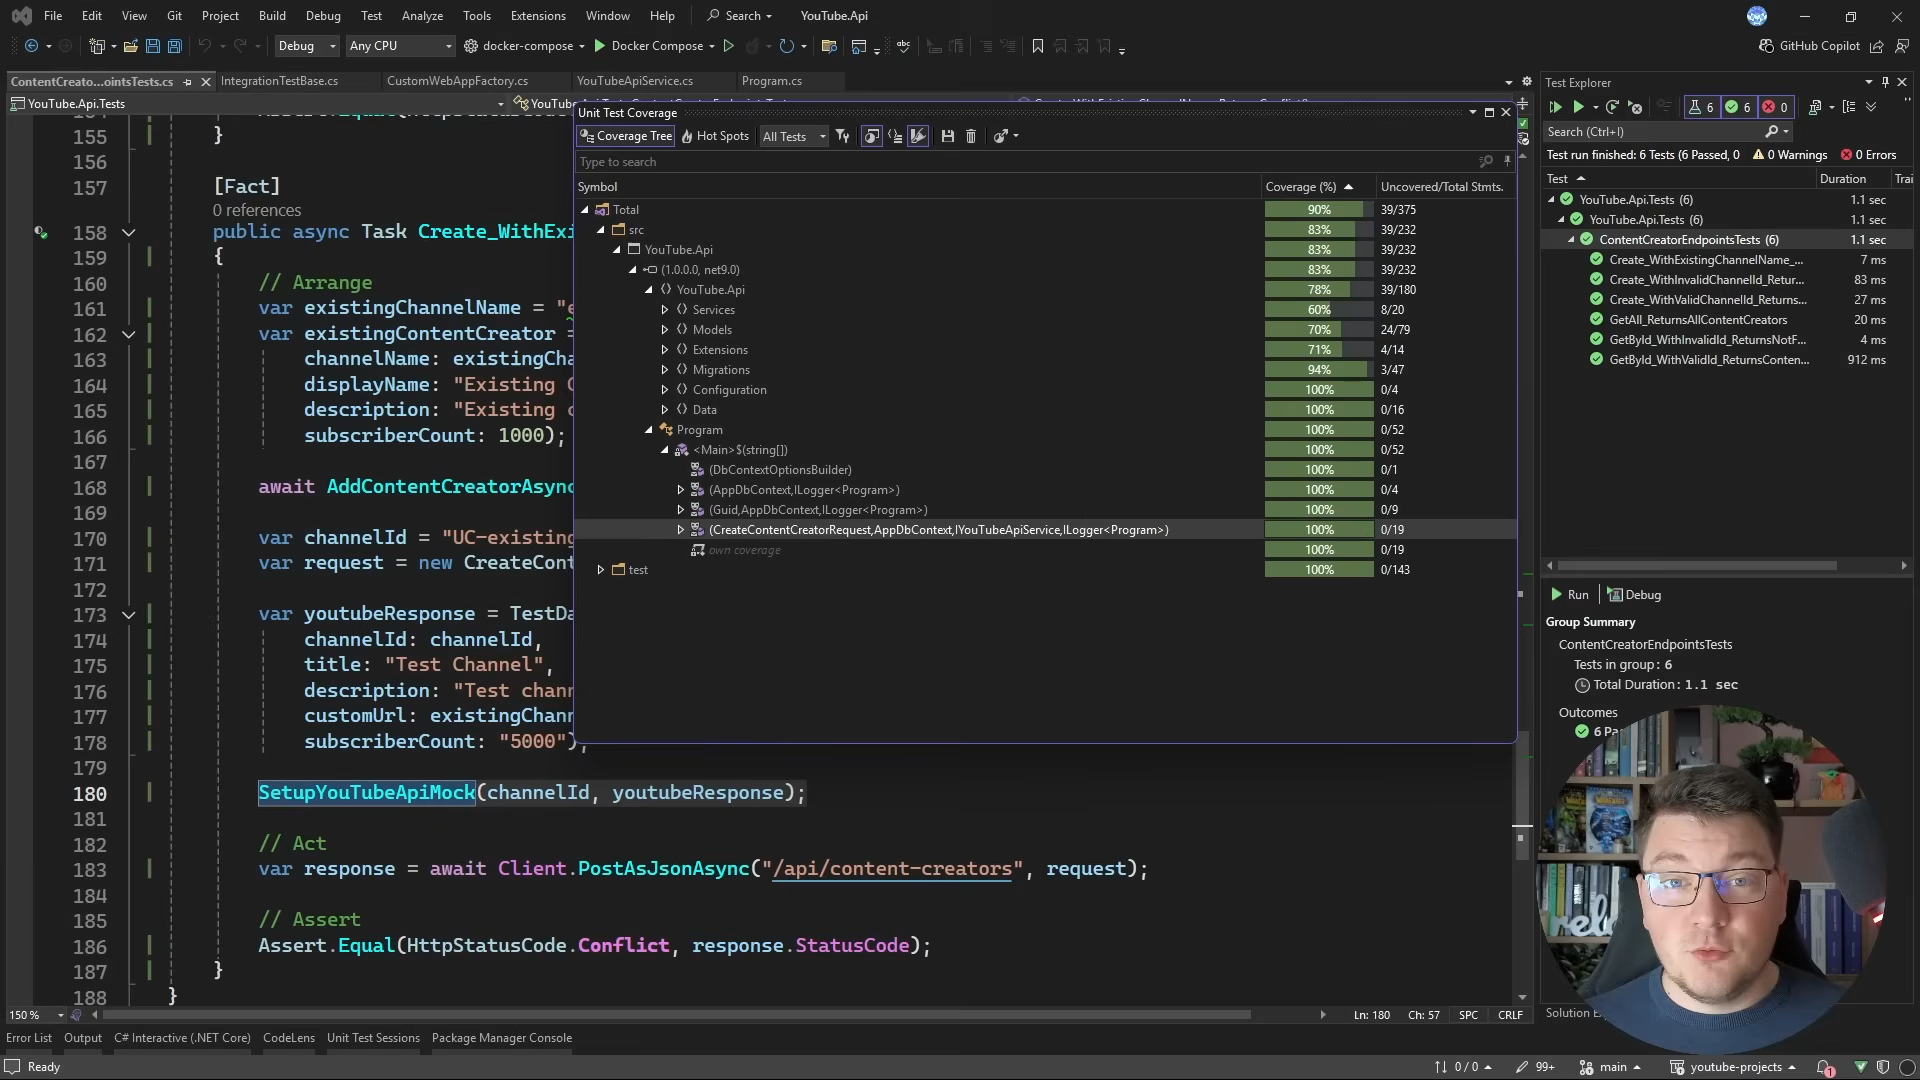 File Edit View Git Project Build Debug Test Analyze Tools Extensions Window Help Search YouTube.Api
Debug Any CPU docker-compose Docker Compose GitHub Copilot
ContentCreato...ointsTests.cs IntegrationTestBase.cs CustomWebAppFactory.cs YouTubeApiService.cs Program.cs
YouTube.Api.Tests
155 }
156
157 [Fact]
0 references
158 public async Task Create_WithExi
159 {
160 // Arrange
161 var existingChannelName = "e
162 var existingContentCreator =
163 channelName: existingCha
164 displayName: "Existing C
165 description: "Existing c
166 subscriberCount: 1000);
167
168 await AddContentCreatorAsync
169
170 var channelId = "UC-existing
171 var request = new CreateCont
172
173 var youtubeResponse = TestDa
174 channelId: channelId,
175 title: "Test Channel",
176 description: "Test chann
177 customUrl: existingChann
178 subscriberCount: "5000");
179
180 SetupYouTubeApiMock(channelId, youtubeResponse);
181
182 // Act
183 var response = await Client.PostAsJsonAsync("/api/content-creators", request);
184
185 // Assert
186 Assert.Equal(HttpStatusCode.Conflict, response.StatusCode);
187 }
188 }
150 % Ln: 180 Ch: 57 SPC CRLF
Unit Test Coverage
Coverage Tree Hot Spots All Tests
Type to search
Symbol Coverage (%) Uncovered/Total Stmts.
Total 90% 39/375
src 83% 39/232
YouTube.Api 83% 39/232
(1.0.0.0, net9.0) 83% 39/232
YouTube.Api 78% 39/180
Services 60% 8/20
Models 70% 24/79
Extensions 71% 4/14
Migrations 94% 3/47
Configuration 100% 0/4
Data 100% 0/16
Program 100% 0/52
<Main>$(string[]) 100% 0/52
(DbContextOptionsBuilder) 100% 0/1
(AppDbContext,ILogger<Program>) 100% 0/4
(Guid,AppDbContext,ILogger<Program>) 100% 0/9
(CreateContentCreatorRequest,AppDbContext,IYouTubeApiService,ILogger<Program>) 100% 0/19
own coverage 100% 0/19
test 100% 0/143
Test Explorer
6 6 0
Search (Ctrl+I)
Test run finished: 6 Tests (6 Passed, 0 0 Warnings 0 Errors
Test Duration Trai
YouTube.Api.Tests (6) 1.1 sec
YouTube.Api.Tests (6) 1.1 sec
ContentCreatorEndpointsTests (6) 1.1 sec
Create_WithExistingChannelName_... 7 ms
Create_WithInvalidChannelId_Retur... 83 ms
Create_WithValidChannelId_Returns... 27 ms
GetAll_ReturnsAllContentCreators 20 ms
GetById_WithInvalidId_ReturnsNotF... 4 ms
GetById_WithValidId_ReturnsConten... 912 ms
Run Debug
Group Summary
ContentCreatorEndpointsTests
Tests in group: 6
Total Duration: 1.1 sec
Outcomes
6 Pa
Solution Ex
Error List Output C# Interactive (.NET Core) CodeLens Unit Test Sessions Package Manager Console
Ready 0 / 0 99+ main youtube-projects 1